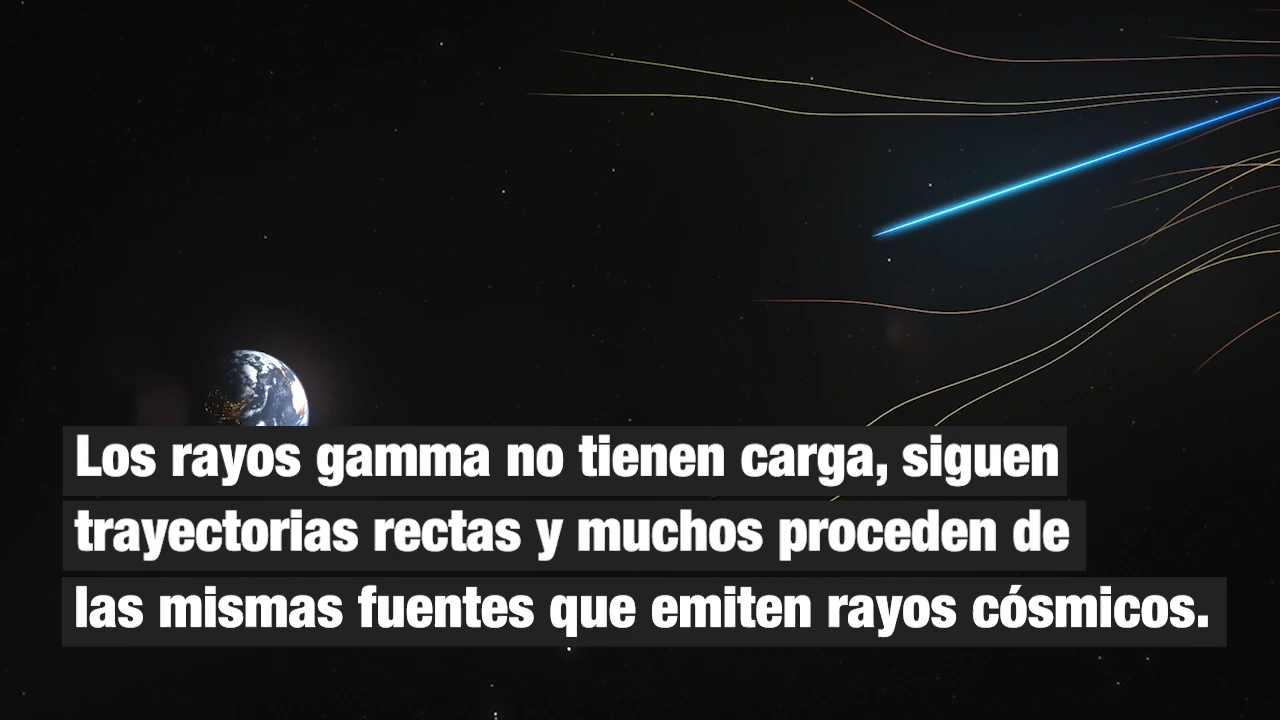 Los rayos gamma no tienen carga, siguen
trayectorias rectas y muchos proceden de
las mismas fuentes que emiten rayos cósmicos.